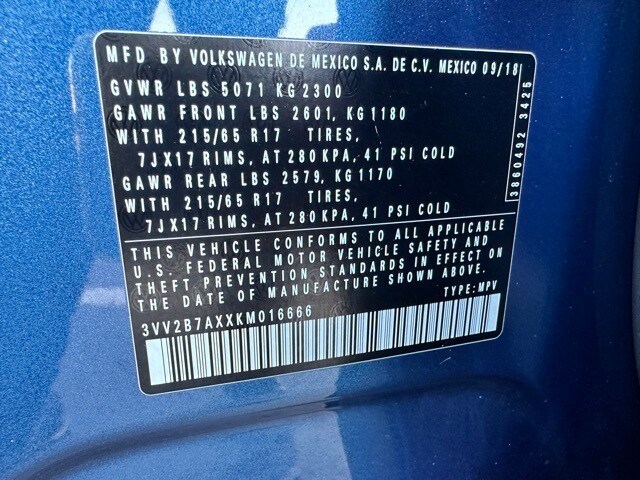 MFD BY VOLKSWAGEN DE MEXICO S.A. DE C.V. MEXICO 09/18
GVWR LBS 5071 KG 2300
GAWR FRONT LBS 2601, KG 1180
WITH 215/65 R17 TIRES,
7JX17 RIMS, AT 280 KPA, 41 PSI COLD
GAWR REAR LBS 2579, KG 1170
WITH 215/65 R17 TIRES,
7JX17 RIMS, AT 280 KPA, 41 PSI COLD
THIS VEHICLE CONFORMS TO ALL APPLICABLE
U.S. FEDERAL MOTOR VEHICLE SAFETY AND
THEFT PREVENTION STANDARDS IN EFFECT ON
THE DATE OF MANUFACTURE SHOWN ABOVE.
3VV2B7AXXKM016666 TYPE: MPV
3860492 3425